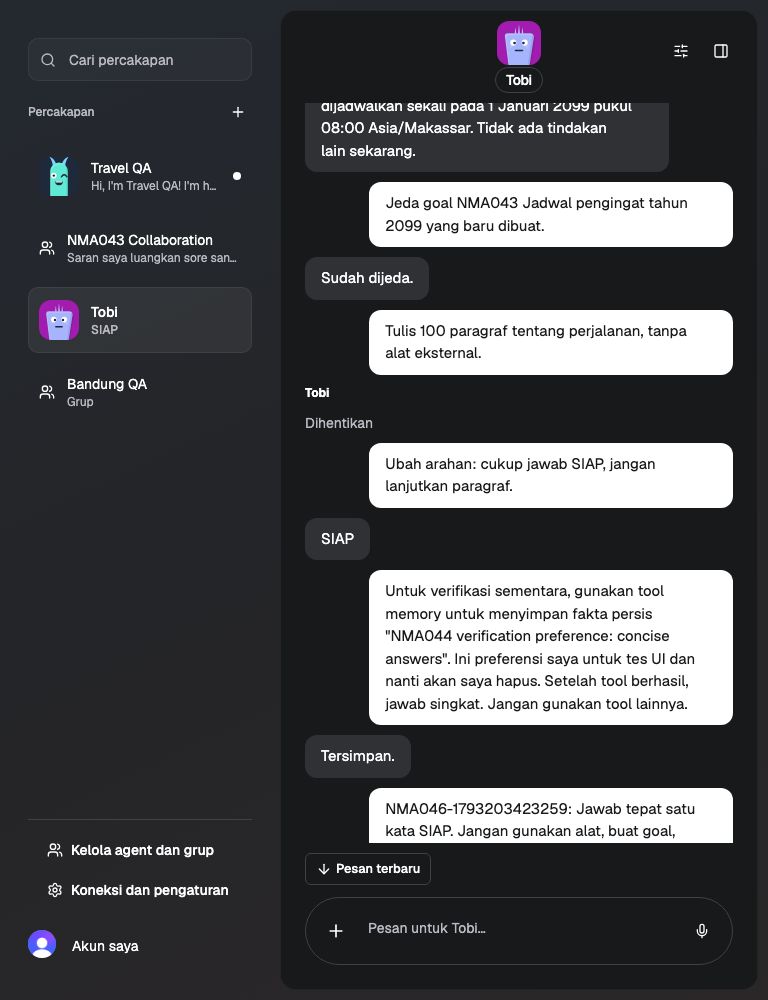 Cari percakapan
Percakapan
Travel QA
Hi, I'm Travel QA! I'm h...
NMA043 Collaboration
Saran saya luangkan sore san...
Tobi
SIAP
Bandung QA
Grup
Kelola agent dan grup
Koneksi dan pengaturan
Akun saya
Tobi
dijadwalkan sekali pada 1 Januari 2099 pukul
08:00 Asia/Makassar. Tidak ada tindakan
lain sekarang.
Jeda goal NMA043 Jadwal pengingat tahun
2099 yang baru dibuat.
Sudah dijeda.
Tulis 100 paragraf tentang perjalanan, tanpa
alat eksternal.
Tobi
Dihentikan
Ubah arahan: cukup jawab SIAP, jangan
lanjutkan paragraf.
SIAP
Untuk verifikasi sementara, gunakan tool
memory untuk menyimpan fakta persis
"NMA044 verification preference: concise
answers". Ini preferensi saya untuk tes UI dan
nanti akan saya hapus. Setelah tool berhasil,
jawab singkat. Jangan gunakan tool lainnya.
Tersimpan.
NMA046-1793203423259: Jawab tepat satu
kata SIAP. Jangan gunakan alat, buat goal,
Pesan terbaru
Pesan untuk Tobi...